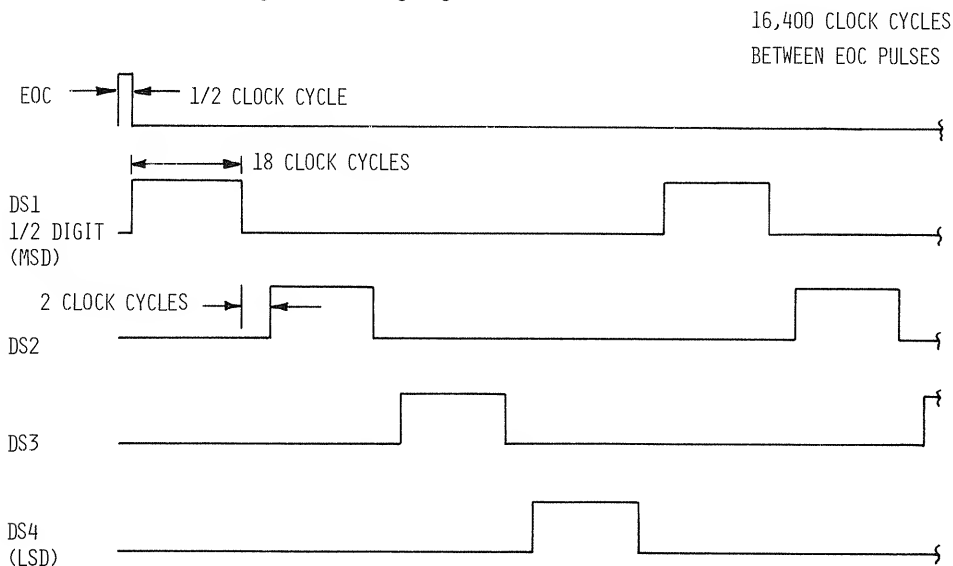 16,400 CLOCK CYCLES
BETWEEN EOC PULSES
EOC
1/2 CLOCK CYCLE
18 CLOCK CYCLES
DS1
1/2 DIGIT
(MSD)
2 CLOCK CYCLES
DS2
DS3
DS4
(LSD)